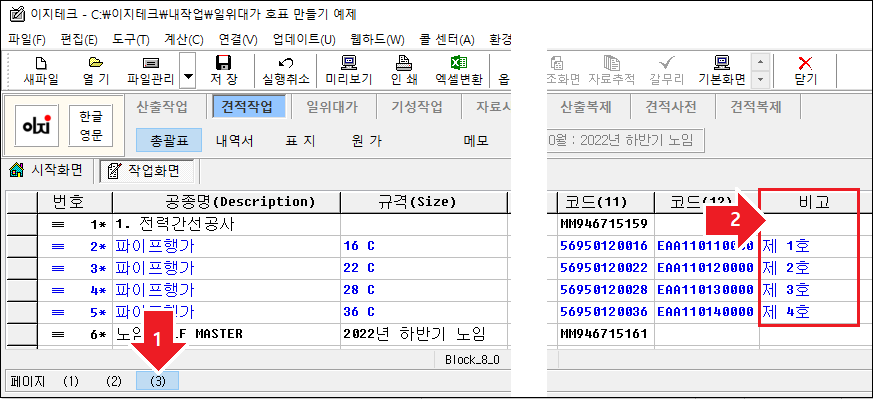 이지테크 - C:₩이지테크₩내작업₩일위대가 호표 만들기 예제
파일(F) 편집(E) 도구(T) 계산(C) 연결(V) 업데이트(U) 웹하드(W) 콜 센터(A) 환경
새파일 열 기 파일관리 저 장 실행취소 미리보기 인 쇄 엑셀변환 조화면 자료추적 갈무리 기본화면 닫기
이지 한글 영문
산출작업 견적작업 일위대가 기성작업 자료사 산출복제 견적사전 견적복제
총괄표 내역서 표 지 원 가 메모 0월 : 2022년 하반기 노임
시작화면 작업화면
번호 공종명(Description) 규격(Size) 코드(11) 코드(12) 비고
2
1* 1. 전력간선공사 MM946715159
2* 파이프행가 16 C 56950120016 제 1호
3* 파이프행가 22 C 56950120022 EAA110120000 제 2호
4* 파이프행가 28 C 56950120028 EAA110130000 제 3호
5* 파이프행가 36 C 56950120036 EAA110140000 제 4호
6* MASTER 2022년 하반기 노임 MM946715161
1
Block_8_0
페이지 (1) (2) (3)